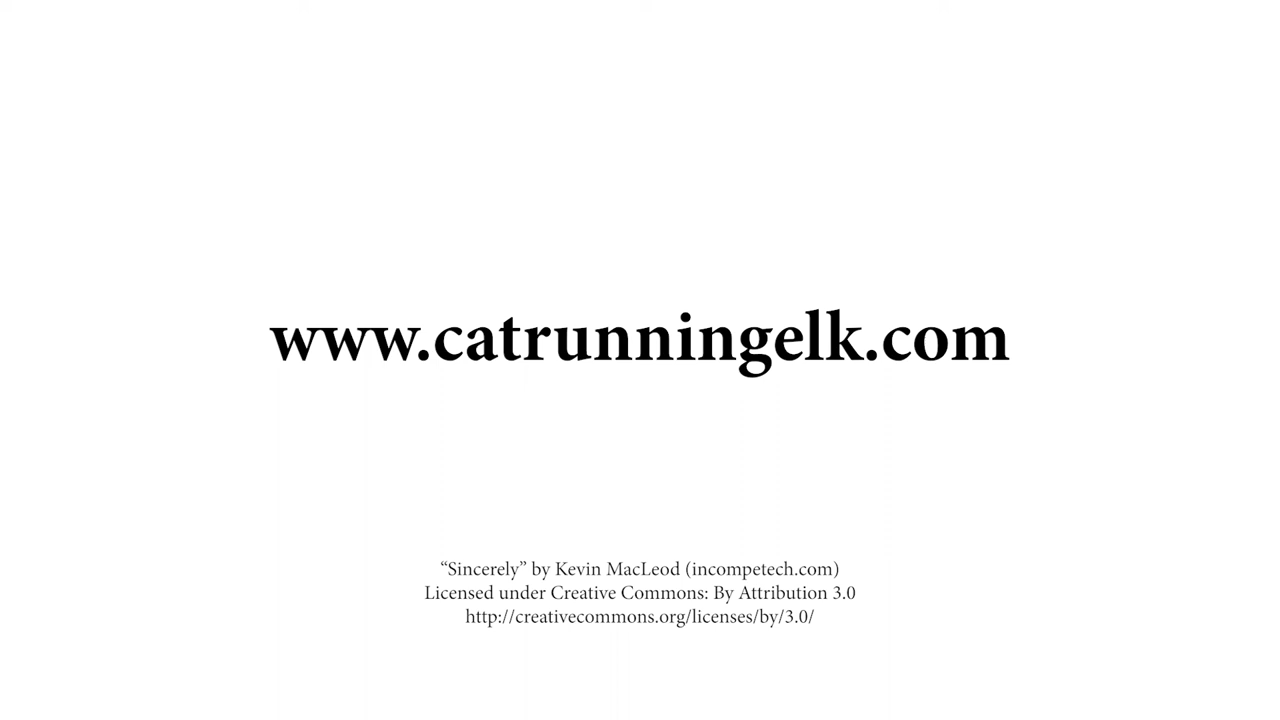 www.catrunningelk.com
“Sincerely” by Kevin MacLeod (incompetech.com)
Licensed under Creative Commons: By Attribution 3.0
http://creativecommons.org/licenses/by/3.0/